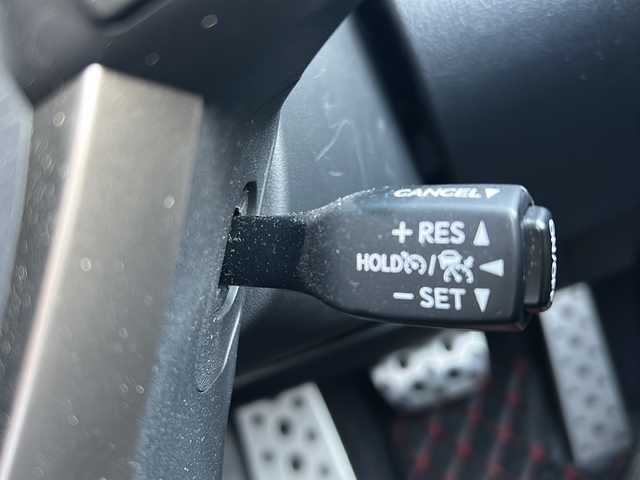 CANCEL▼
+ RES ▲
HOLD / ◀
− SET ▼